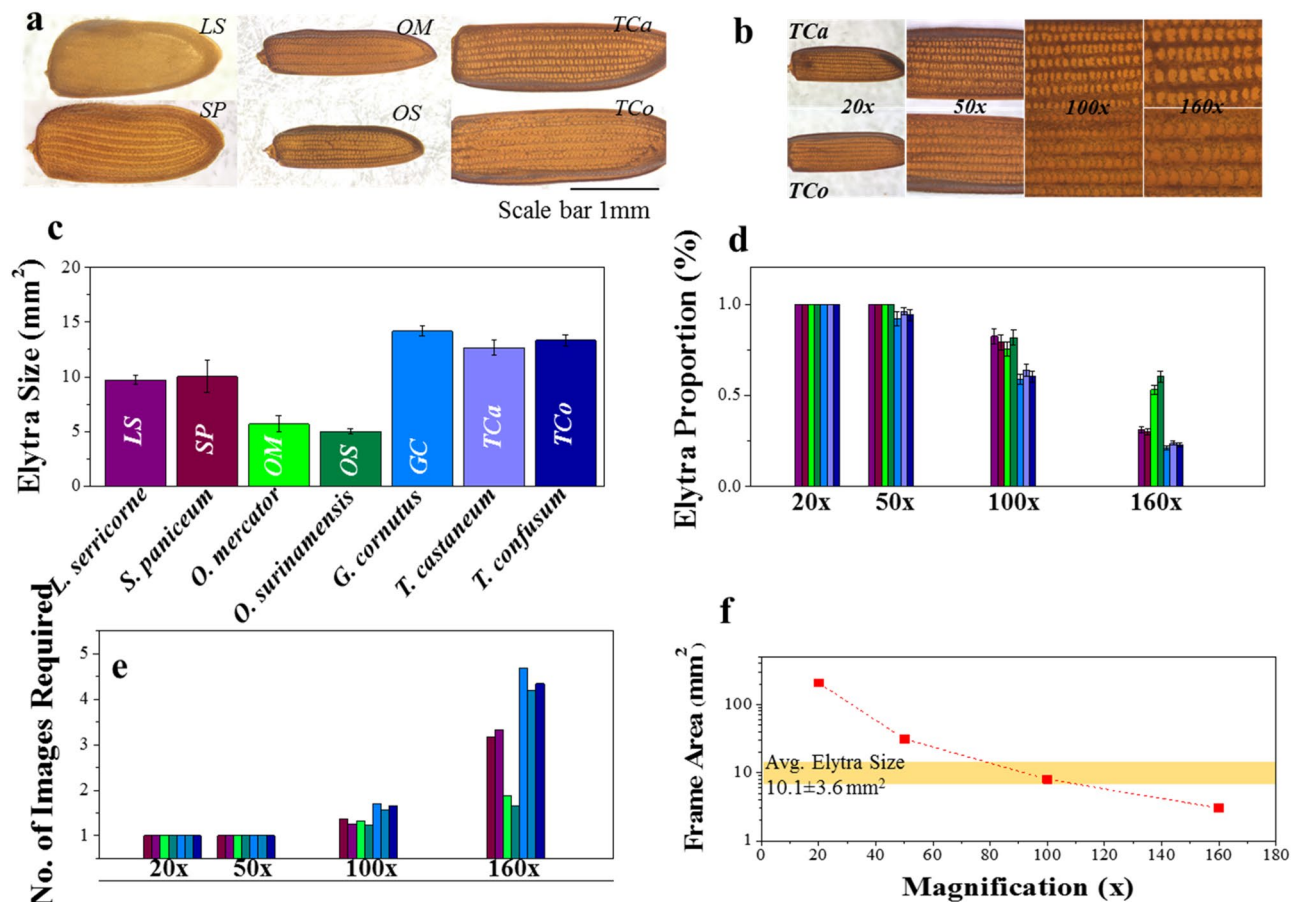 a
LS
OM
TCa
SP
OS
TCo
Scale bar 1mm
b
TCa
20x
50x
100x
160x
TCo
c
Elytra Size (mm²)
20
15
10
5
0
LS
SP
OM
OS
GC
TCa
TCo
L. serricorne
S. paniceum
O. mercator
O. surinamensis
G. cornutus
T. castaneum
T. confusum
d
Elytra Proportion (%)
1.0
0.5
0.0
20x
50x
100x
160x
e
No. of Images Required
5
4
3
2
1
20x
50x
100x
160x
f
Frame Area (mm²)
100
10
1
Avg. Elytra Size
10.1±3.6 mm²
0
20
40
60
80
100
120
140
160
180
Magnification (x)